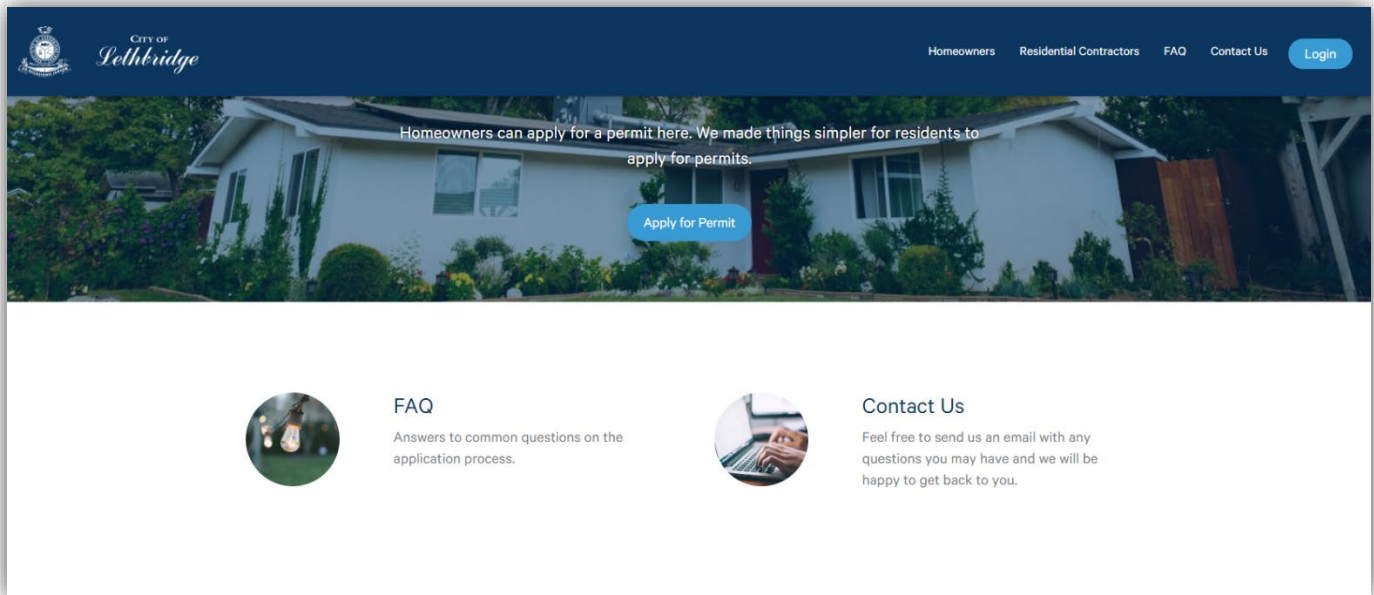 CITY OF
Lethbridge
Homeowners
Residential Contractors
FAQ
Contact Us
Login
Homeowners can apply for a permit here. We made things simpler for residents to
apply for permits.
Apply for Permit
FAQ
Answers to common questions on the
application process.
Contact Us
Feel free to send us an email with any
questions you may have and we will be
happy to get back to you.